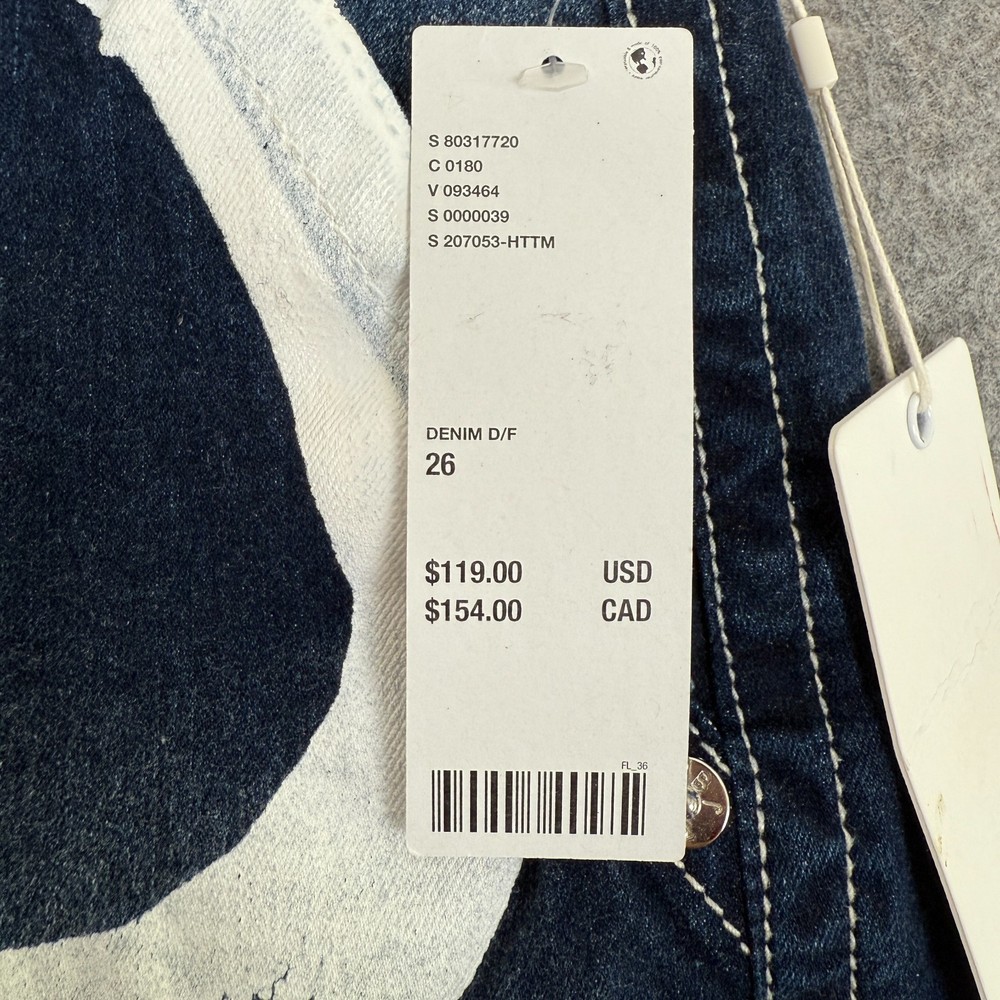 S 80317720
C 0180
V 093464
S 0000039
S 207053-HTTM
DENIM D/F
26
$119.00 USD
$154.00 CAD
FL_36